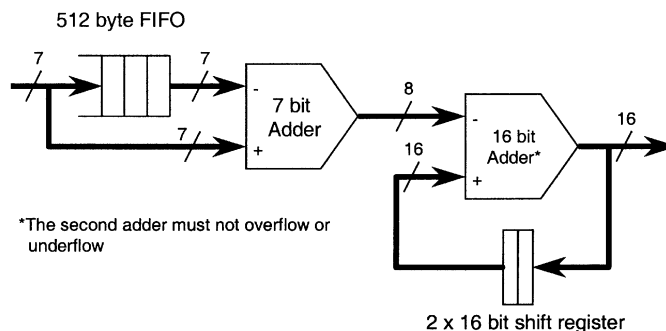 512 byte FIFO
7
7
-
7 bit
Adder
8
-
16 bit
Adder*
16
7
+
16
+
*The second adder must not overflow or
underflow
2 x 16 bit shift register